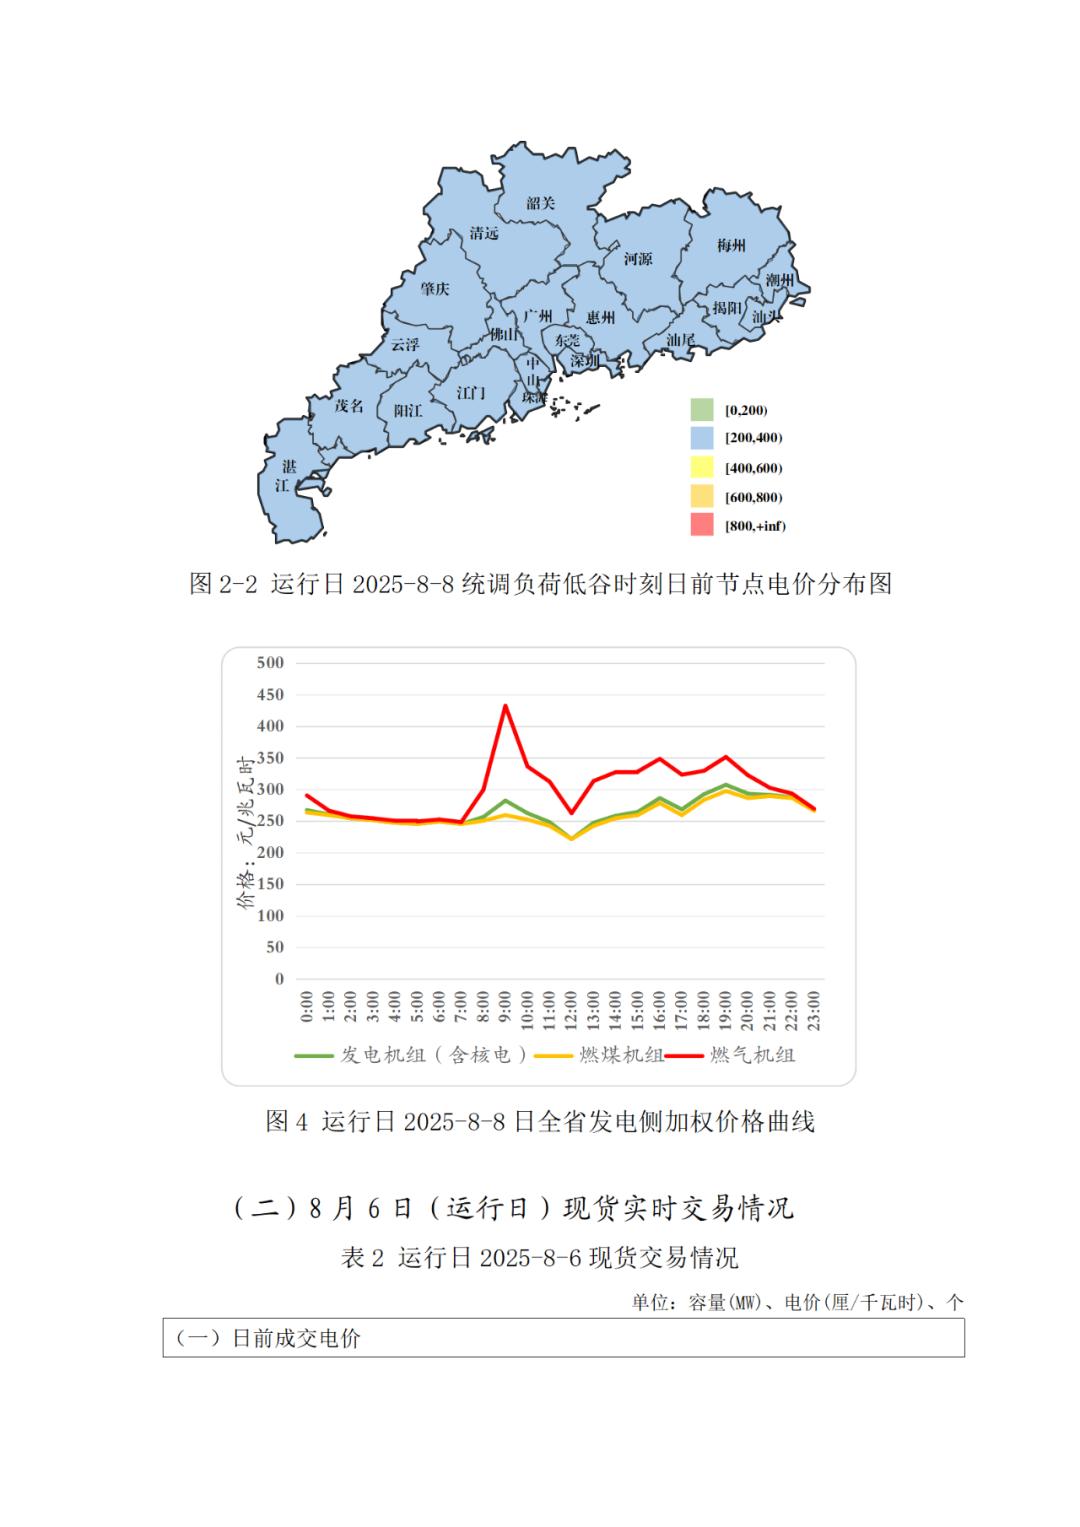 韶关
清远
河源
梅州
潮州
肇庆
揭阳
汕头
广州
惠州
云浮
佛山
东莞
汕尾
深圳
中山
江门
珠海
茂名
阳江
湛江
[0,200)
[200,400)
[400,600)
[600,800)
[800,+inf)
图 2-2 运行日 2025-8-8 统调负荷低谷时刻日前节点电价分布图
价格：元/兆瓦时
500
450
400
350
300
250
200
150
100
50
0
0:00 1:00 2:00 3:00 4:00 5:00 6:00 7:00 8:00 9:00 10:00 11:00 12:00 13:00 14:00 15:00 16:00 17:00 18:00 19:00 20:00 21:00 22:00 23:00
发电机组（含核电） 燃煤机组 燃气机组
图 4 运行日 2025-8-8 日全省发电侧加权价格曲线
（二）8 月 6 日（运行日）现货实时交易情况
表 2 运行日 2025-8-6 现货交易情况
单位：容量(MW)、电价(厘/千瓦时)、个
（一）日前成交电价